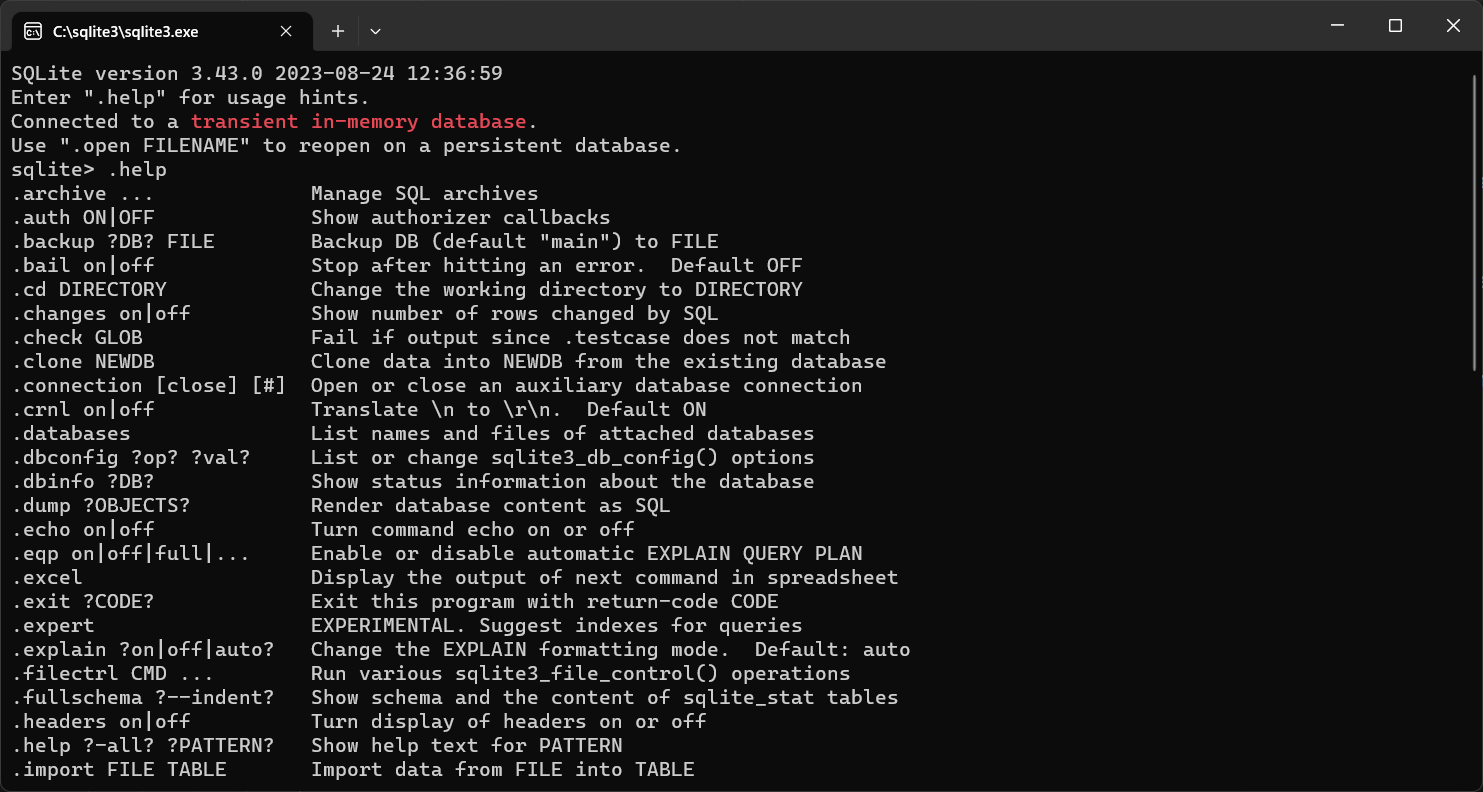 C:\sqlite3\sqlite3.exe
SQLite version 3.43.0 2023-08-24 12:36:59
Enter ".help" for usage hints.
Connected to a transient in-memory database.
Use ".open FILENAME" to reopen on a persistent database.
sqlite> .help
.archive ...             Manage SQL archives
.auth ON|OFF             Show authorizer callbacks
.backup ?DB? FILE        Backup DB (default "main") to FILE
.bail on|off             Stop after hitting an error.  Default OFF
.cd DIRECTORY            Change the working directory to DIRECTORY
.changes on|off          Show number of rows changed by SQL
.check GLOB              Fail if output since .testcase does not match
.clone NEWDB             Clone data into NEWDB from the existing database
.connection [close] [#]  Open or close an auxiliary database connection
.crnl on|off             Translate \n to \r\n.  Default ON
.databases               List names and files of attached databases
.dbconfig ?op? ?val?     List or change sqlite3_db_config() options
.dbinfo ?DB?             Show status information about the database
.dump ?OBJECTS?          Render database content as SQL
.echo on|off             Turn command echo on or off
.eqp on|off|full|...     Enable or disable automatic EXPLAIN QUERY PLAN
.excel                   Display the output of next command in spreadsheet
.exit ?CODE?             Exit this program with return-code CODE
.expert                  EXPERIMENTAL. Suggest indexes for queries
.explain ?on|off|auto?   Change the EXPLAIN formatting mode.  Default: auto
.filectrl CMD ...        Run various sqlite3_file_control() operations
.fullschema ?--indent?   Show schema and the content of sqlite_stat tables
.headers on|off          Turn display of headers on or off
.help ?-all? ?PATTERN?   Show help text for PATTERN
.import FILE TABLE       Import data from FILE into TABLE